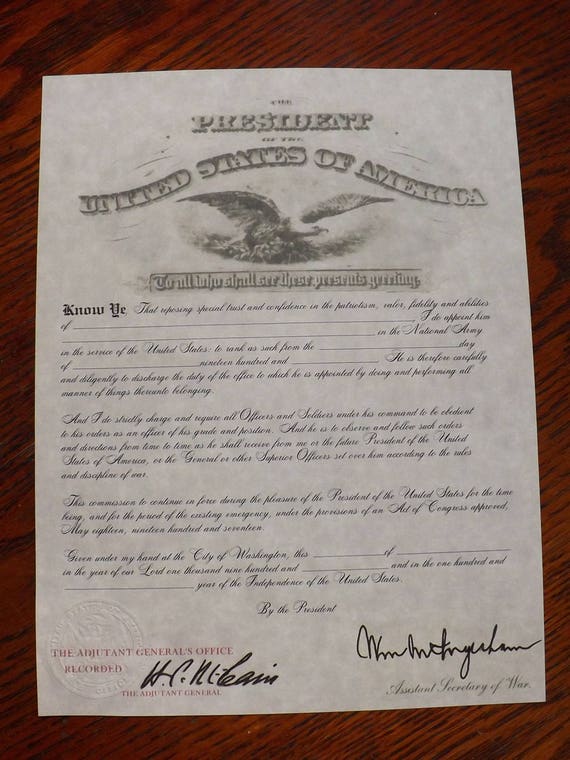 THE
PRESIDENT
OF THE
UNITED STATES OF AMERICA
To all who shall see these presents greeting,
Know Ye, That reposing special trust and confidence in the patriotism, valor, fidelity and abilities
of I do appoint him
in the National Army
in the service of the United States: to rank as such from the day
of nineteen hundred and He is therefore carefully
and diligently to discharge the duty of the office to which he is appointed by doing and performing all
manner of things thereunto belonging.
And I do strictly charge and require all Officers and Soldiers under his command to be obedient
to his orders as an officer of his grade and position. And he is to observe and follow such orders
and directions from time to time as he shall receive from me or the future President of the United
States of America, or the General or other Superior Officers set over him according to the rules
and discipline of war.
This commission to continue in force during the pleasure of the President of the United States for the time
being, and for the period of the existing emergency, under the provisions of an Act of Congress approved,
May eighteen, nineteen hundred and seventeen.
Given under my hand at the City of Washington, this of
in the year of our Lord one thousand nine hundred and and in the one hundred and
year of the Independence of the United States.
By the President
THE ADJUTANT GENERAL'S OFFICE
RECORDED
H. P. McCain
THE ADJUTANT GENERAL
Wm M Ingraham
Assistant Secretary of War.